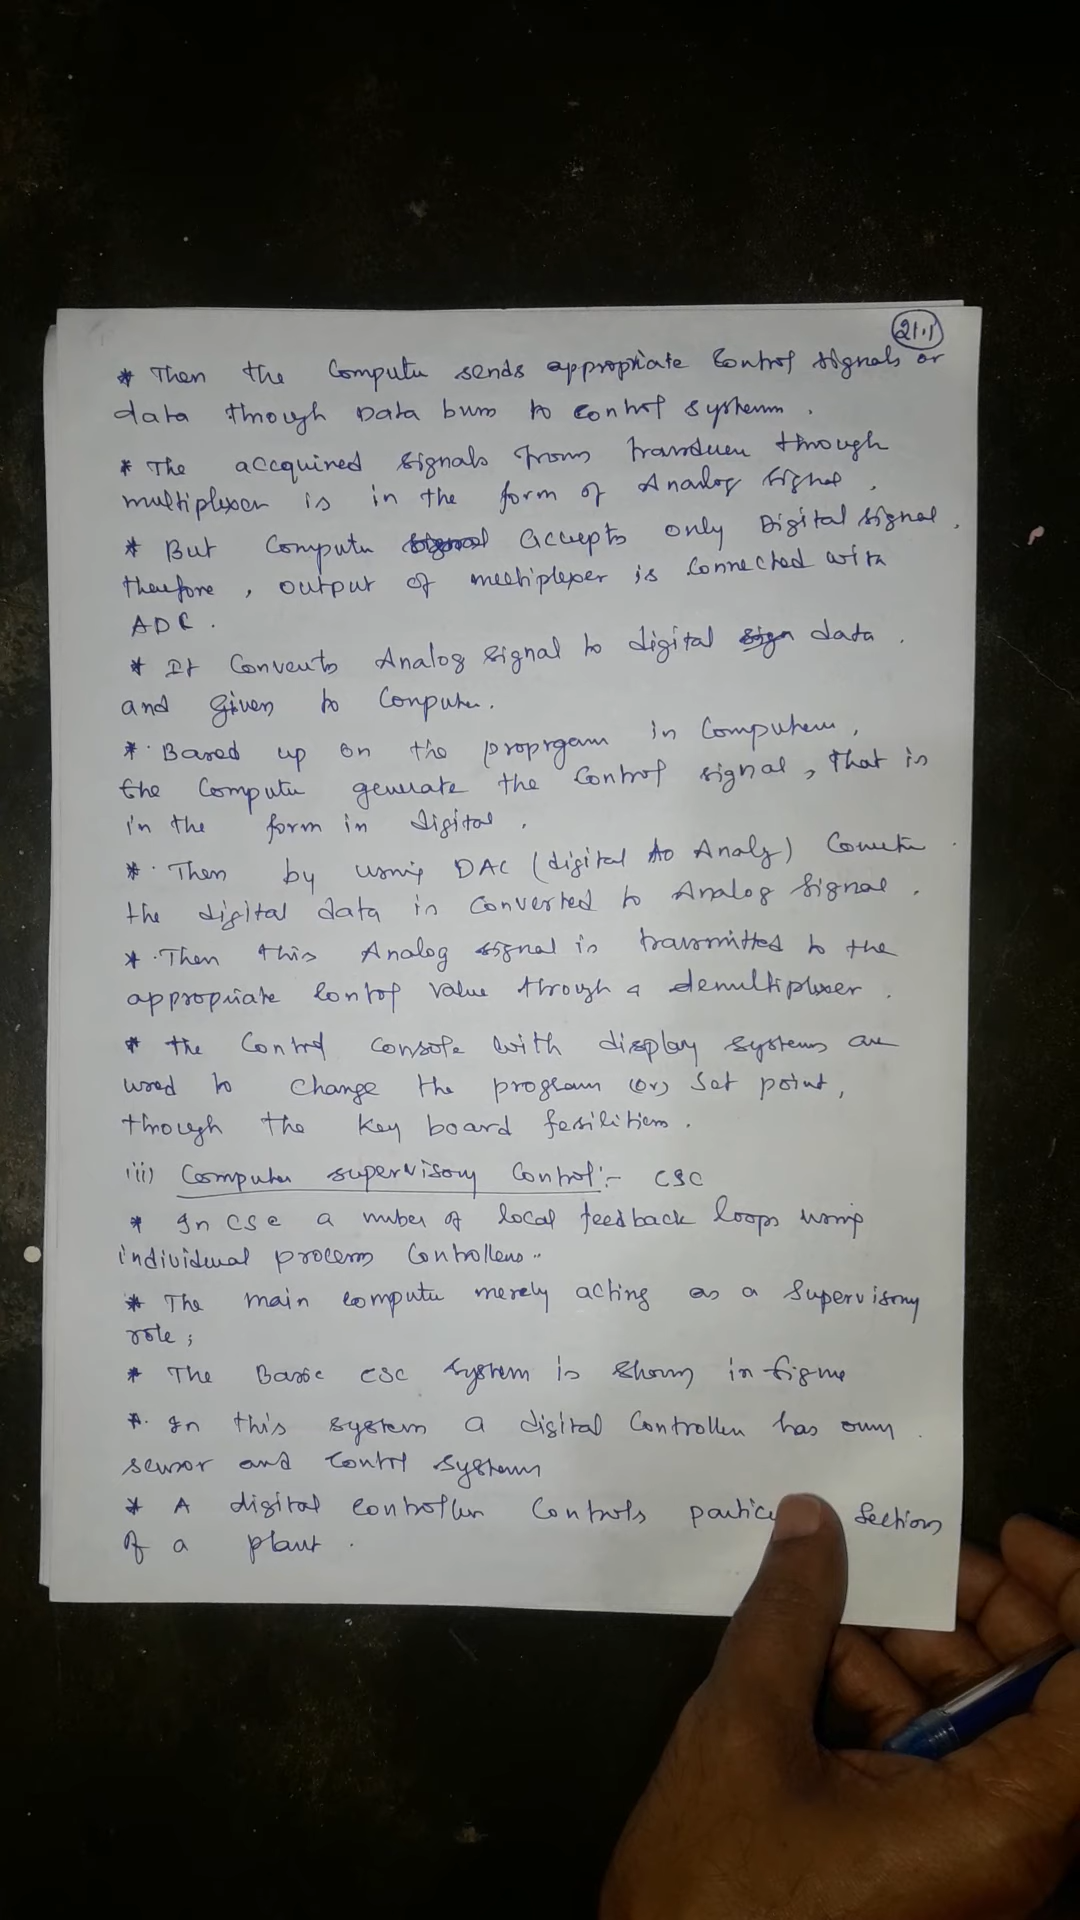 21.1
* Then the Computer sends appropriate Control signals or
data through Data bus to control system .
* The accquired signals from transducer through
multiplexer is in the form of Analog signal .
* But Computer accepts only Digital signal .
therefore , output of multiplexer is Connected with
ADC .
* It Converts Analog signal to digital data .
and given to Computer.
* Based up on the proprgam in Computer ,
the Computer generate the Control signal , That is
in the form in digital .
* Then by using DAC (digital to Analog) Conveter .
the digital data is Converted to Analog Signal .
* Then this Analog signal is transmitted to the
appropriate Control Value through a demultiplexer .
* the Control Console with display systems are
used to change the program (or) Set point ,
through the key board fesilities .
iii) Computer supervisory Control :- CSC
* In CSC a nuber of local feedback loops using
individual process Controllers ..
* The main computer merely acting as a Supervisory
role ;
* The Basic CSC system is Shown in figure
* In this system a digital Controller has own .
sensor and Control Systems
* A digital controller Controls Section
of a plant .